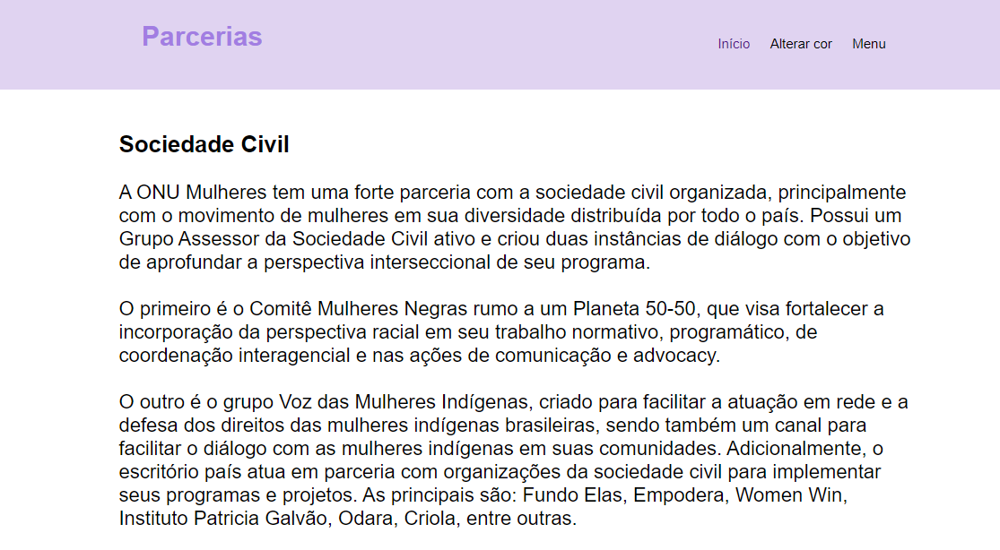 Parcerias
Início Alterar cor Menu
Sociedade Civil
A ONU Mulheres tem uma forte parceria com a sociedade civil organizada, principalmente
com o movimento de mulheres em sua diversidade distribuída por todo o país. Possui um
Grupo Assessor da Sociedade Civil ativo e criou duas instâncias de diálogo com o objetivo
de aprofundar a perspectiva interseccional de seu programa.
O primeiro é o Comitê Mulheres Negras rumo a um Planeta 50-50, que visa fortalecer a
incorporação da perspectiva racial em seu trabalho normativo, programático, de
coordenação interagencial e nas ações de comunicação e advocacy.
O outro é o grupo Voz das Mulheres Indígenas, criado para facilitar a atuação em rede e a
defesa dos direitos das mulheres indígenas brasileiras, sendo também um canal para
facilitar o diálogo com as mulheres indígenas em suas comunidades. Adicionalmente, o
escritório país atua em parceria com organizações da sociedade civil para implementar
seus programas e projetos. As principais são: Fundo Elas, Empodera, Women Win,
Instituto Patricia Galvão, Odara, Criola, entre outras.